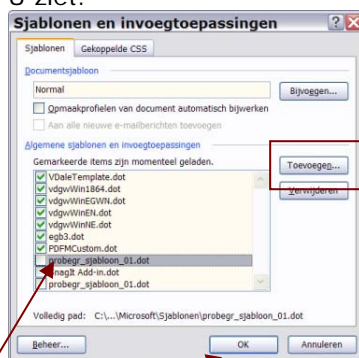 U ziet:
Sjablonen en invoegtoepassingen
Sjablonen Gekoppelde CSS
Documentsjabloon
Normal Bijvoegen...
Opmaakprofielen van document automatisch bijwerken
Aan alle nieuwe e-mailberichten toevoegen
Algemene sjablonen en invoegtoepassingen
Gemarkeerde items zijn momenteel geladen.
Toevoegen...
VDaleTemplate.dot
vdgwWin1864.dot
Verwijderen
vdgwWinEGWN.dot
vdgwWinEN.dot
vdgwWinNE.dot
egb3.dot
PDFMCustom.dot
probegr_sjabloon_01.dot
SnagIt Add-in.dot
probegr_sjabloon_01.dot
Volledig pad: C:\...\Microsoft\Sjablonen\probegr_sjabloon_01.dot
Beheer... OK Annuleren